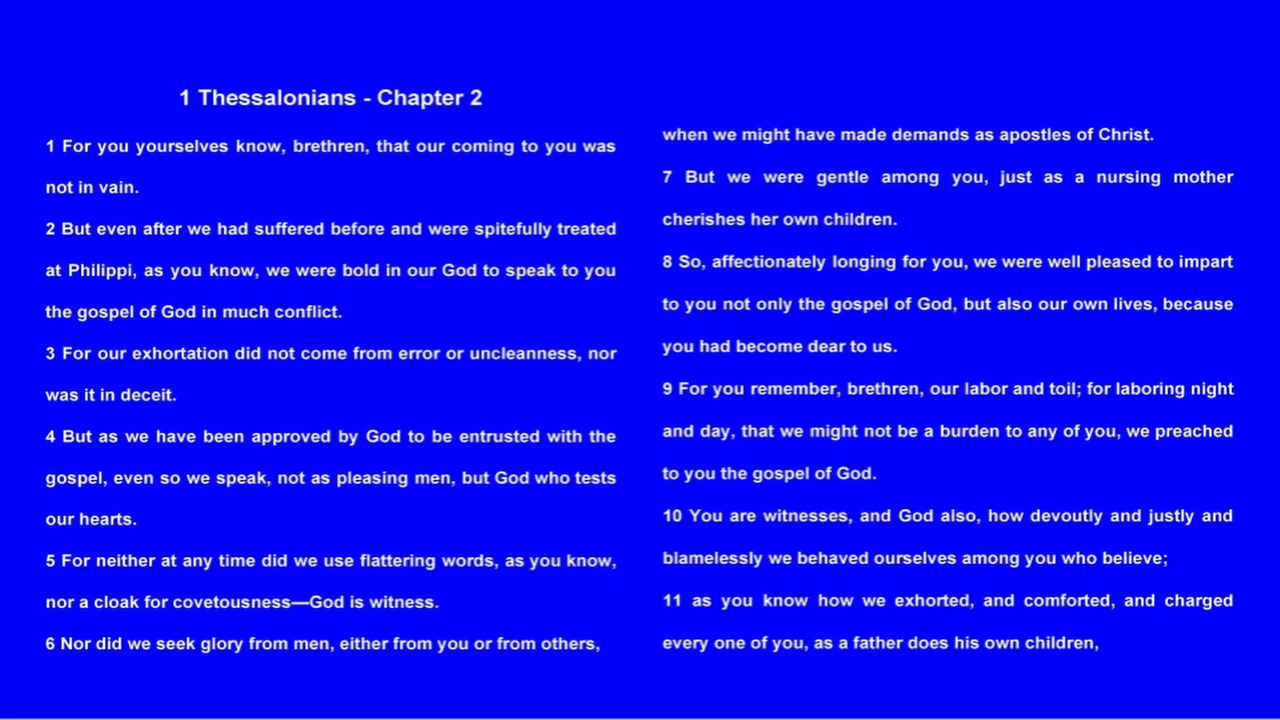 1 Thessalonians - Chapter 2
1 For you yourselves know, brethren, that our coming to you was
not in vain.
2 But even after we had suffered before and were spitefully treated
at Philippi, as you know, we were bold in our God to speak to you
the gospel of God in much conflict.
3 For our exhortation did not come from error or uncleanness, nor
was it in deceit.
4 But as we have been approved by God to be entrusted with the
gospel, even so we speak, not as pleasing men, but God who tests
our hearts.
5 For neither at any time did we use flattering words, as you know,
nor a cloak for covetousness—God is witness.
6 Nor did we seek glory from men, either from you or from others,
when we might have made demands as apostles of Christ.
7 But we were gentle among you, just as a nursing mother
cherishes her own children.
8 So, affectionately longing for you, we were well pleased to impart
to you not only the gospel of God, but also our own lives, because
you had become dear to us.
9 For you remember, brethren, our labor and toil; for laboring night
and day, that we might not be a burden to any of you, we preached
to you the gospel of God.
10 You are witnesses, and God also, how devoutly and justly and
blamelessly we behaved ourselves among you who believe;
11 as you know how we exhorted, and comforted, and charged
every one of you, as a father does his own children,